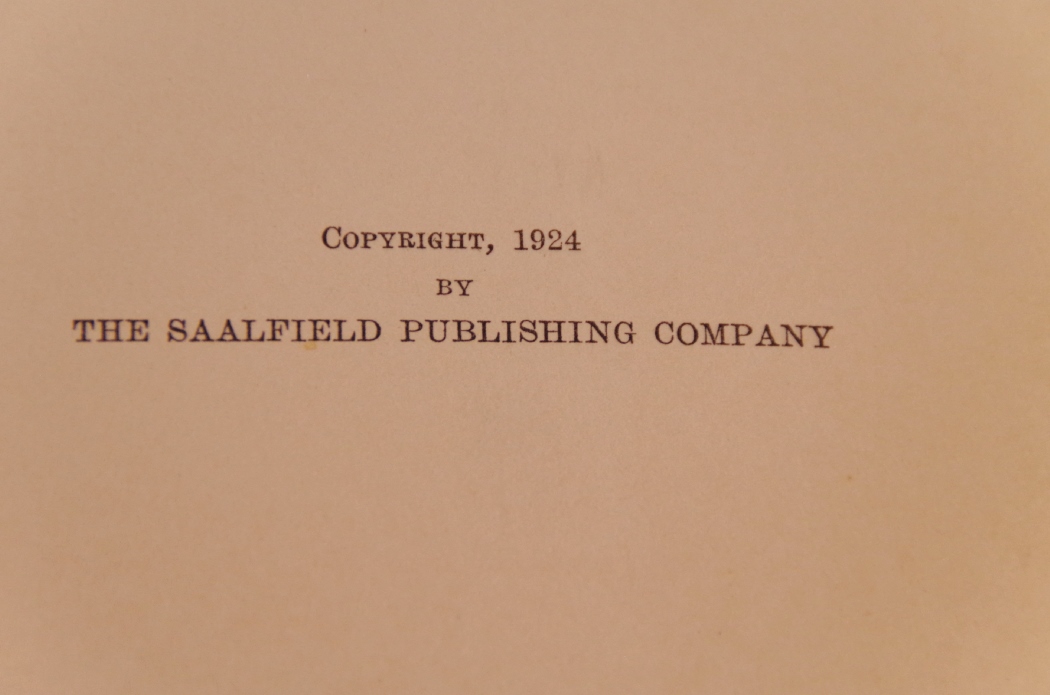 Copyright, 1924
BY
THE SAALFIELD PUBLISHING COMPANY